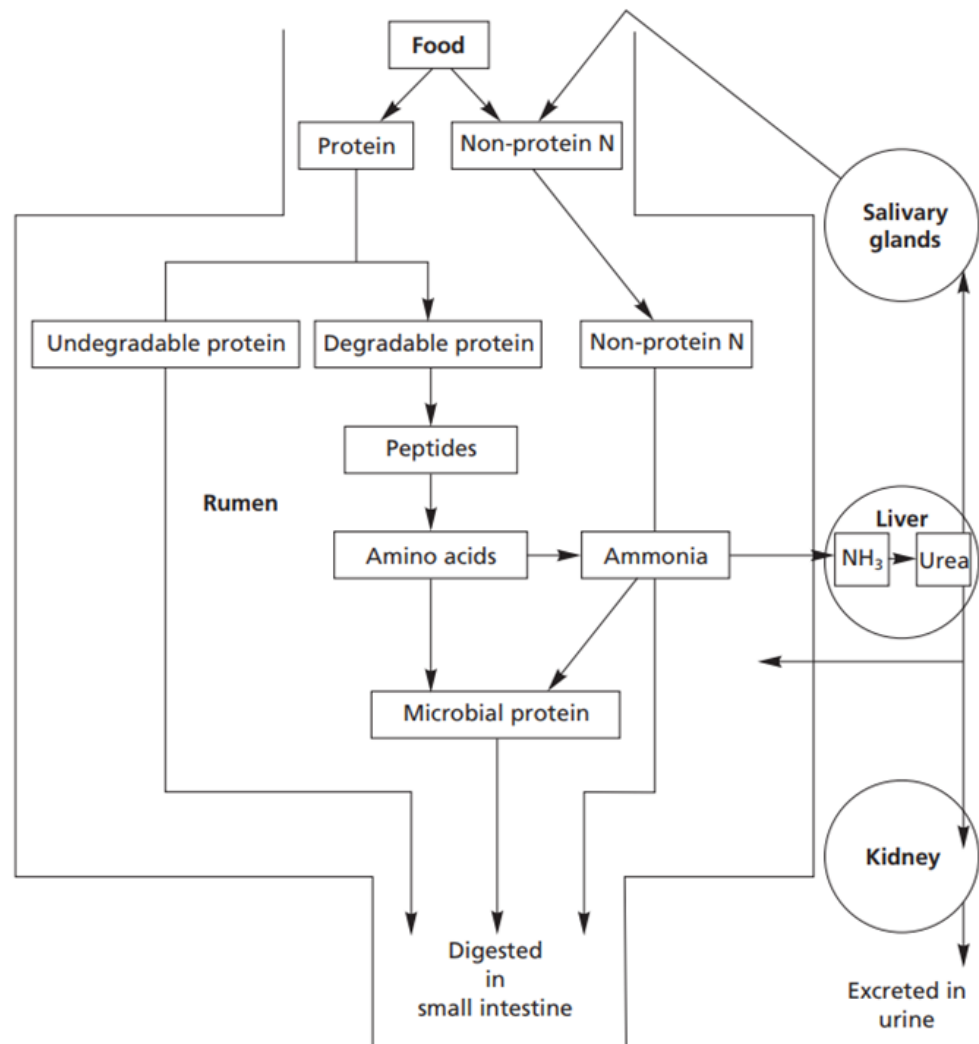 Food
Protein
Non-protein N
Salivary
glands
Undegradable protein
Degradable protein
Non-protein N
Peptides
Rumen
Liver
Amino acids
Ammonia
NH₃
Urea
Microbial protein
Kidney
Digested
in
small intestine
Excreted in
urine